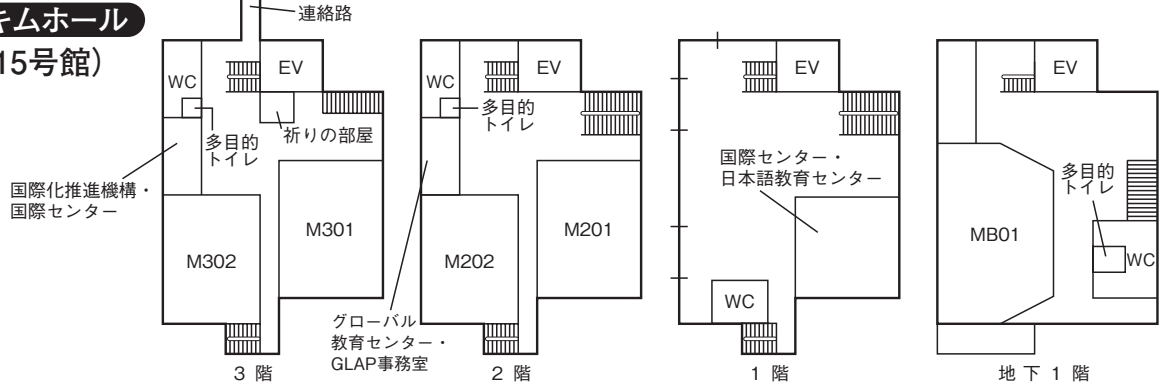 キムホール
15号館）
連絡路
WC
EV
多目的
トイレ
祈りの部屋
国際化推進機構・
国際センター
M302
M301
3 階
WC
EV
多目的
トイレ
M202
M201
グローバル
教育センター・
GLAP事務室
2 階
EV
国際センター・
日本語教育センター
WC
1 階
EV
多目的
トイレ
MB01
WC
地 下 1 階